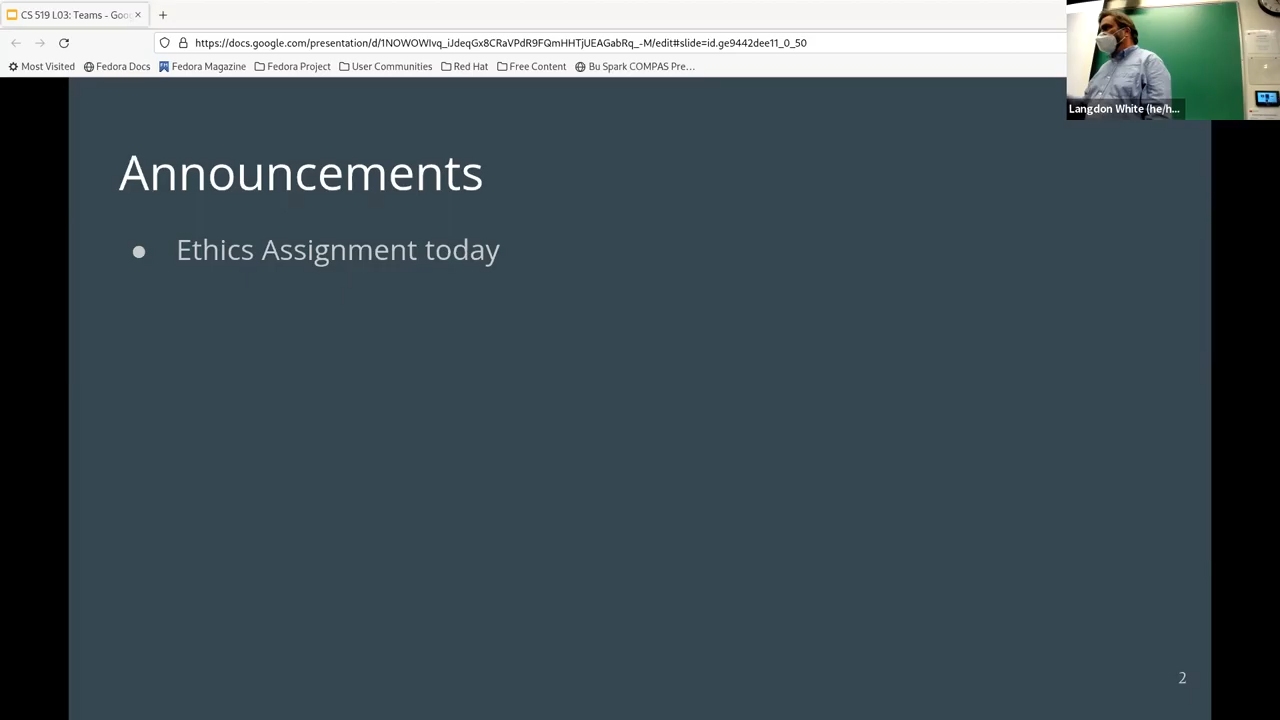 CS 519 L03: Teams - Goo
https://docs.google.com/presentation/d/1NOWOWIvq_iJdeqGx8CRaVPdR9FQmHHTjUEAGabRq_-M/edit#slide=id.ge9442dee11_0_50
Most Visited Fedora Docs Fedora Magazine Fedora Project User Communities Red Hat Free Content Bu Spark COMPAS Pre…
Langdon White (he/h...
Announcements
● Ethics Assignment today
2